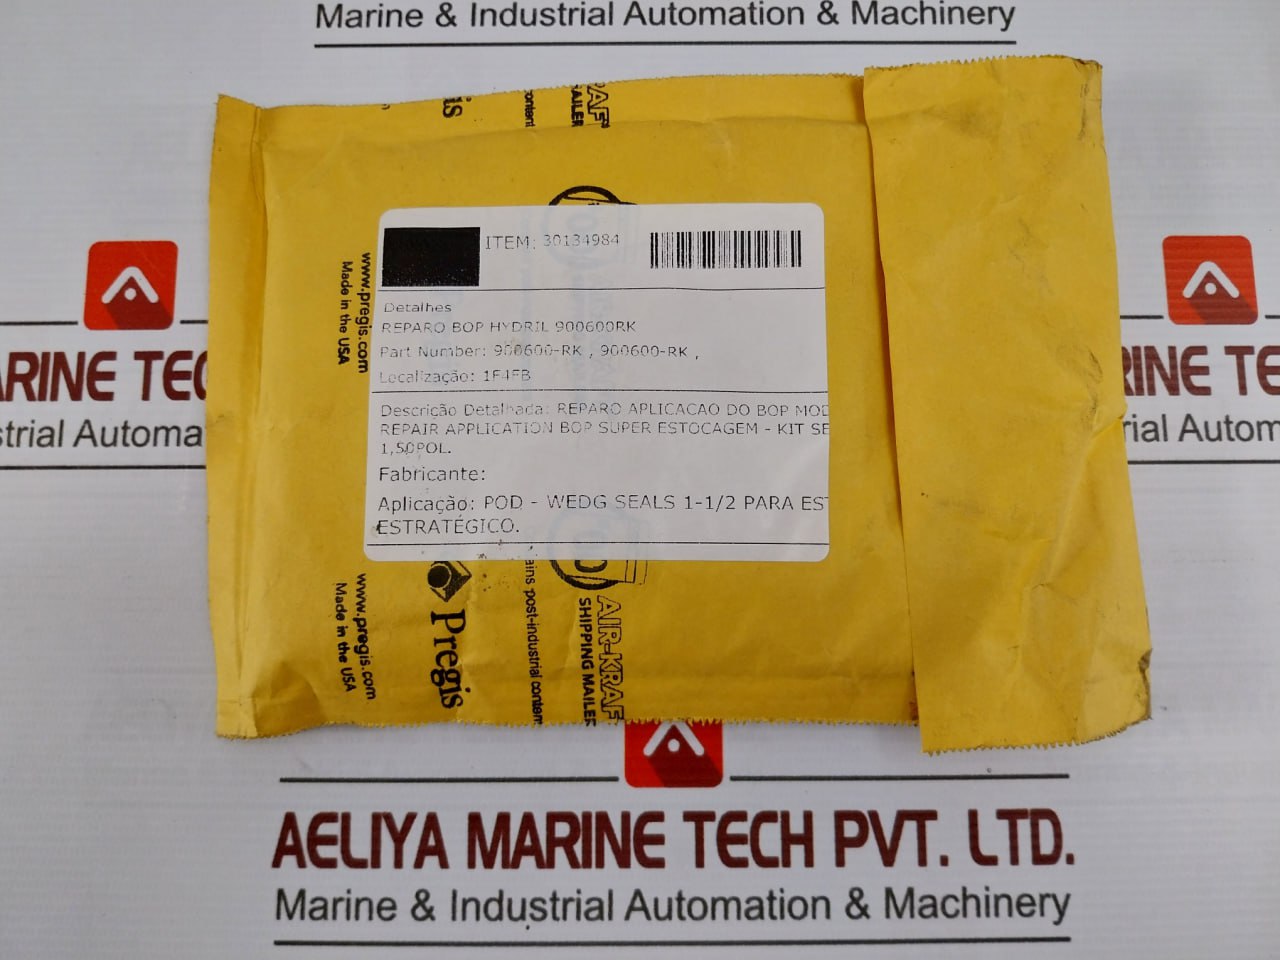 Marine & Industrial Automation & Machinery
www.pregis.com
Made in the USA
ITEM: 30134984
Detalhes
REPARO BOP HYDRIL 900600RK
Part Number: 900600-RK , 900600-RK ,
Localização: 1F4FB
Descrição Detalhada: REPARO APLICACAO DO BOP MOD
REPAIR APPLICATION BOP SUPER ESTOCAGEM - KIT SE
1,50POL.
Fabricante:
Aplicação: POD - WEDG SEALS 1-1/2 PARA EST
ESTRATÉGICO.
www.pregis.com
Made in the USA
Pregis
ains post-industrial conten
AIR-KRAF
SHIPPING MAILE
ARINE TEC
strial Automa
RINE TE
rial Autom
AELIYA MARINE TECH PVT. LTD.
Marine & Industrial Automation & Machinery